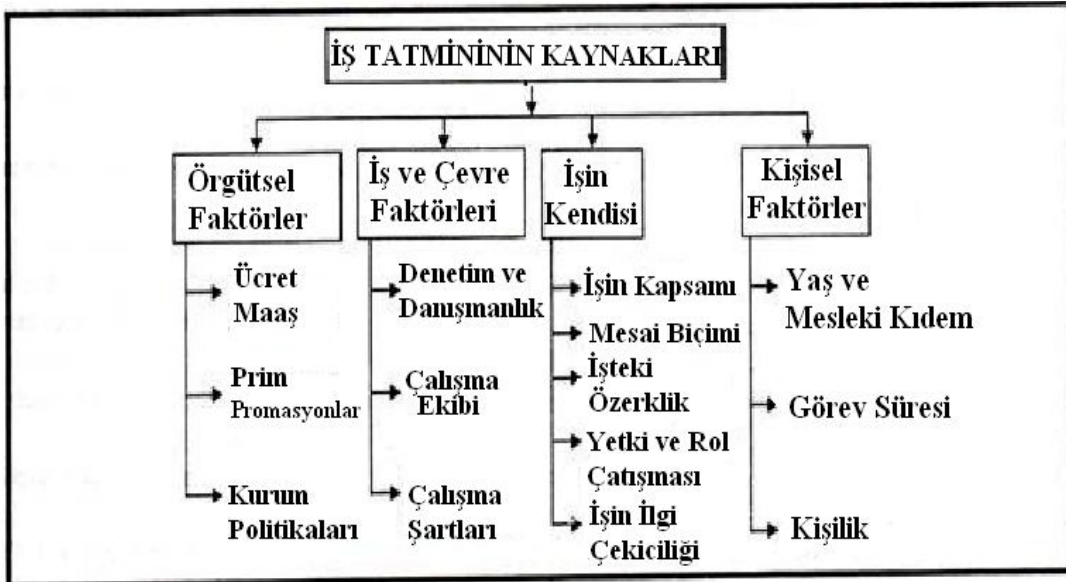 İŞ TATMİNİNİN KAYNAKLARI
Örgütsel
Faktörler
Ücret
Maaş
Prim
Promasyonlar
Kurum
Politikaları
İş ve Çevre
Faktörleri
Denetim ve
Danışmanlık
Çalışma
Ekibi
Çalışma
Şartları
İşin
Kendisi
İşin Kapsamı
Mesai Biçimi
İşteki
Özerklik
Yetki ve Rol
Çatışması
İşin İlgi
Çekiciliği
Kişisel
Faktörler
Yaş ve
Mesleki Kıdem
Görev Süresi
Kişilik